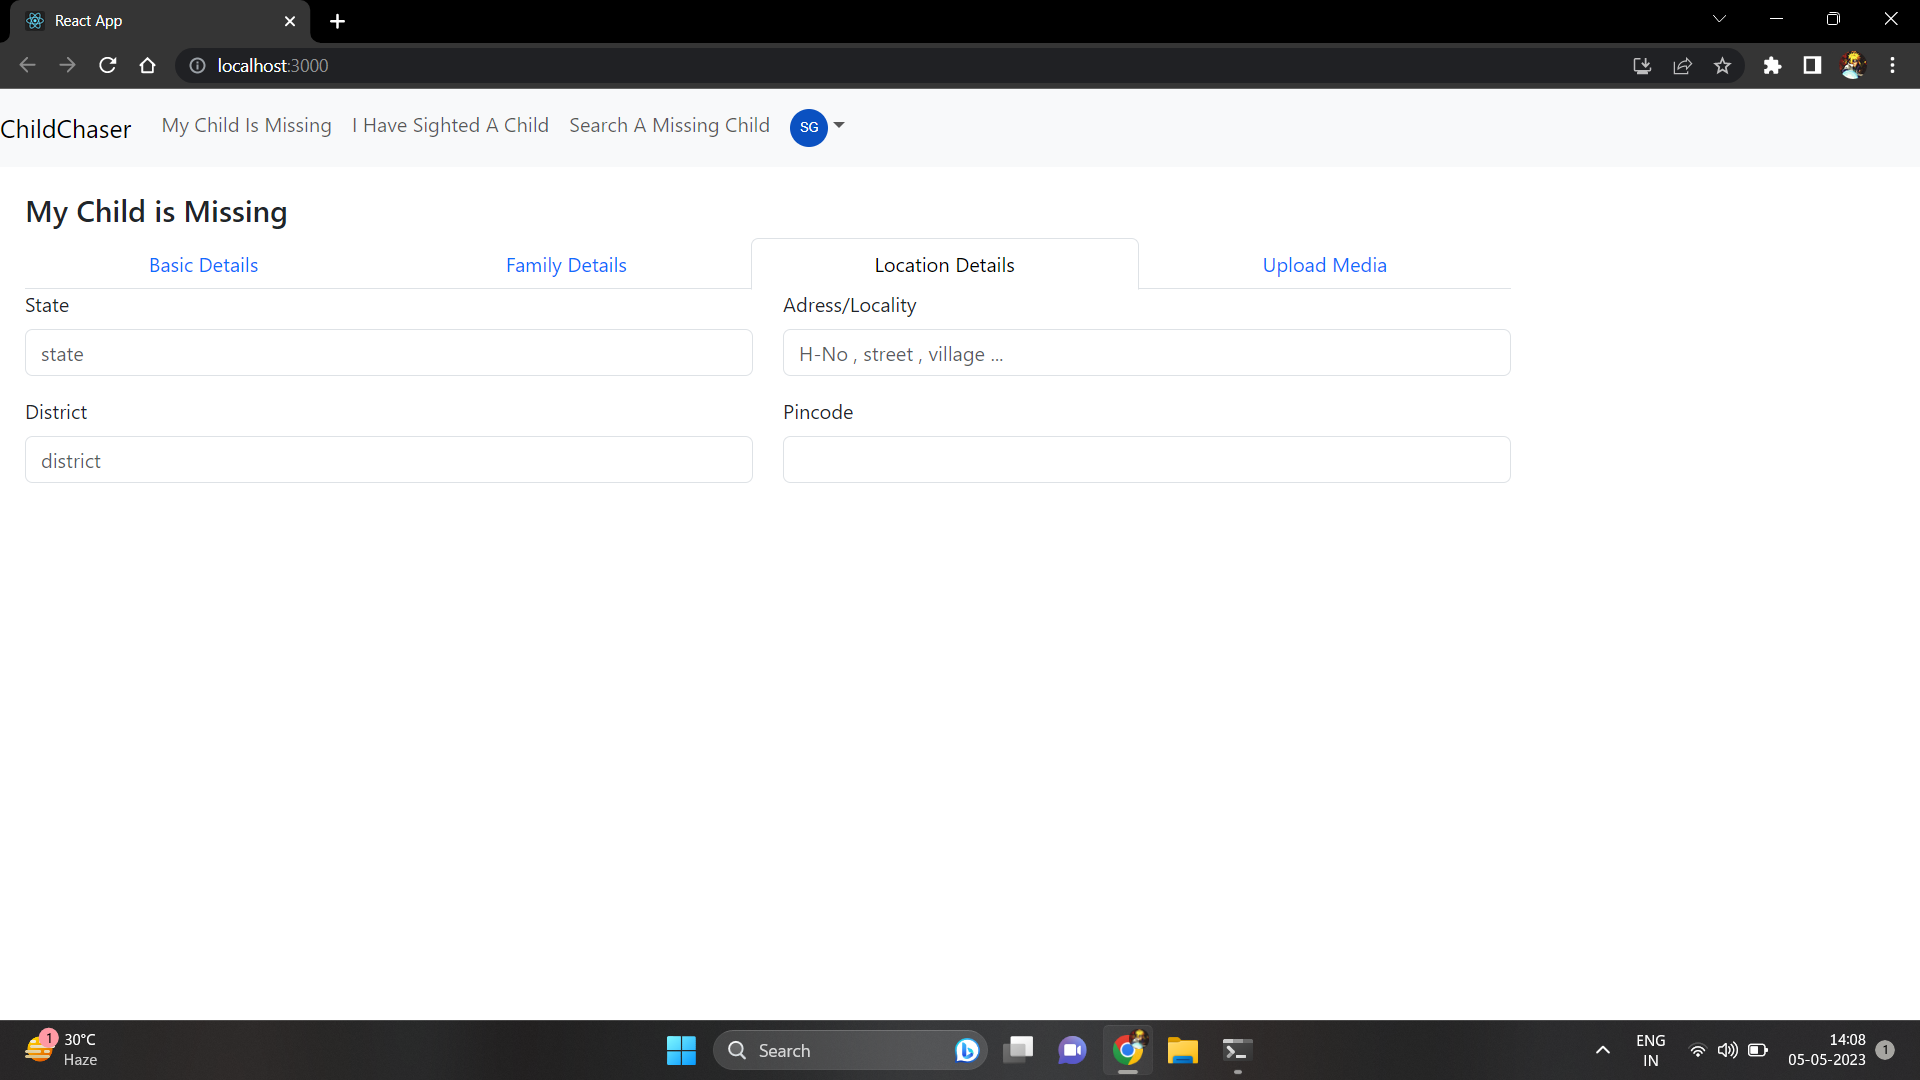 React App
localhost:3000
ChildChaser My Child Is Missing I Have Sighted A Child Search A Missing Child SG
My Child is Missing
Basic Details Family Details Location Details Upload Media
State Adress/Locality
state H-No , street , village ...
District Pincode
district
1 30°C
Haze
Search
ENG
IN
14:08
05-05-2023
1